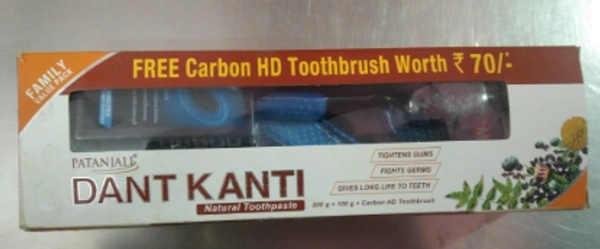 FAMILY
VALUE PACK
FREE Carbon HD Toothbrush Worth ₹ 70/-*
PATANJALI®
DANT KANTI
Natural Toothpaste
TIGHTENS GUMS
FIGHTS GERMS
GIVES LONG LIFE TO TEETH
200 g + 100 g + Carbon HD Toothbrush